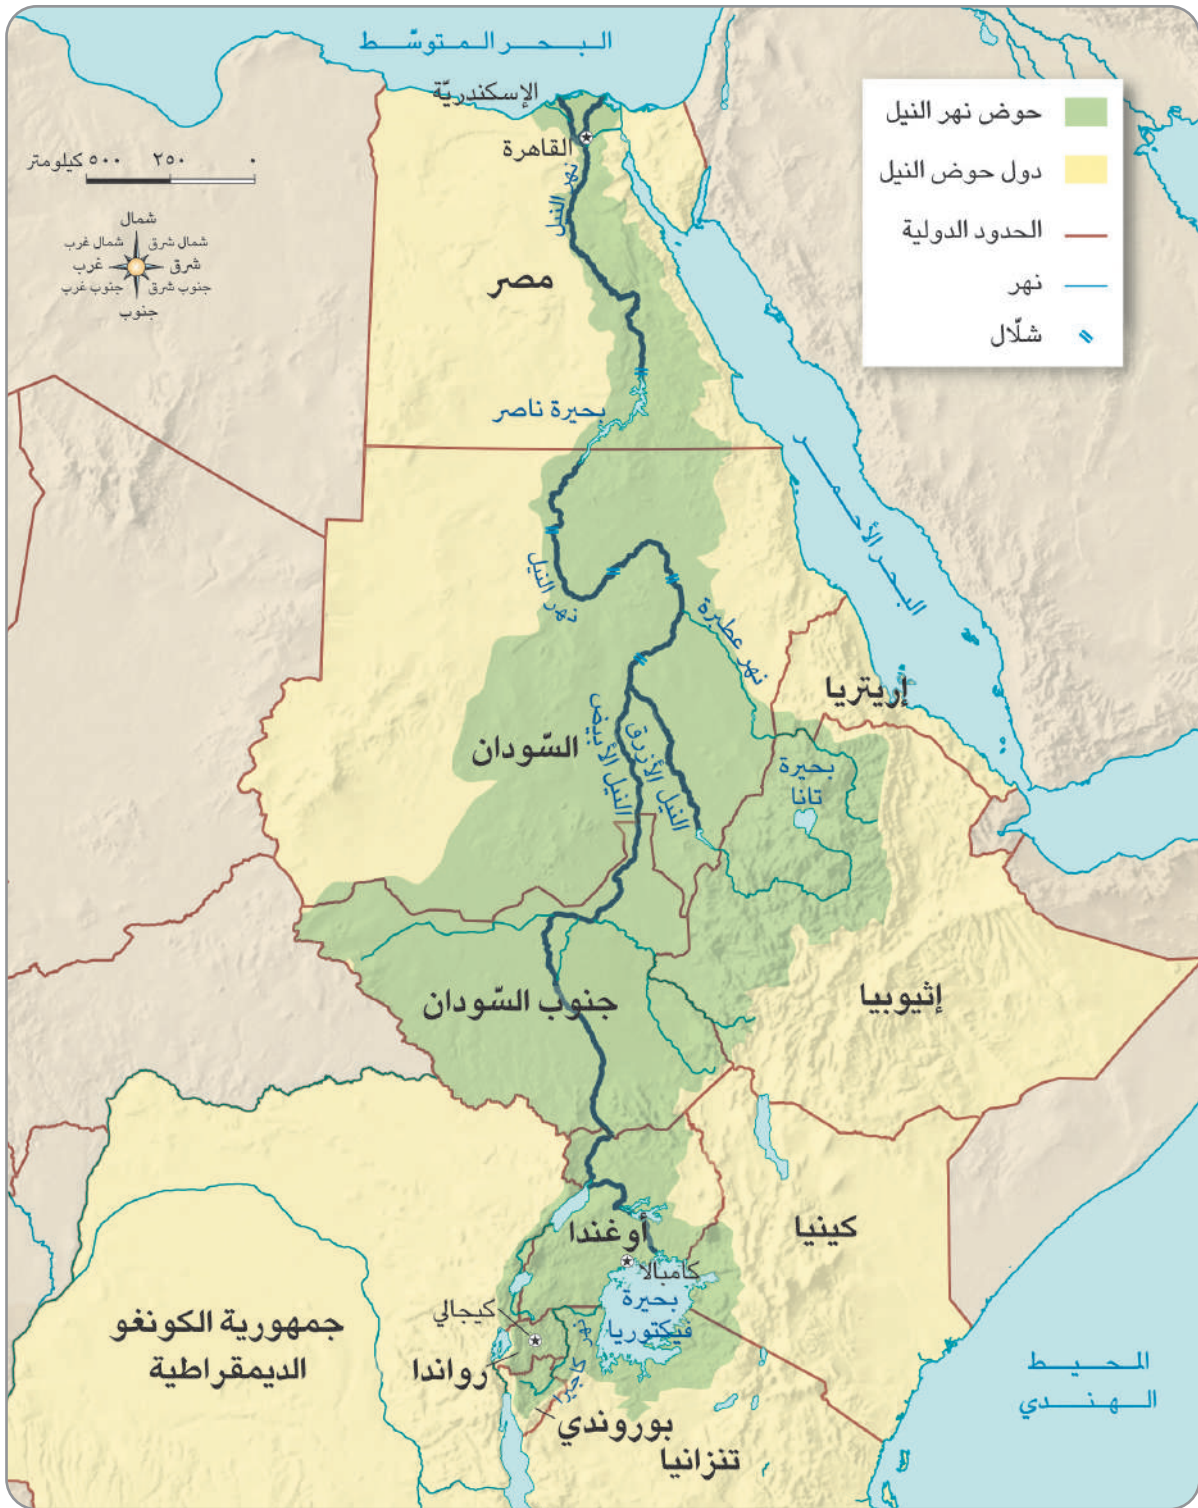 البحر المتوسّط
الإسكندريّة
القاهرة
نهر النيل
مصر
بحيرة ناصر
حوض نهر النيل
دول حوض النيل
الحدود الدولية
نهر
شلّال
٠ ٢٥٠ ٥٠٠ كيلومتر
شمال
شمال شرق
شمال غرب
شرق
غرب
جنوب شرق
جنوب غرب
جنوب
البحر الأحمر
نهر النيل
نهر عطبرة
إريتريا
السّودان
النيل الأبيض
النيل الأزرق
بحيرة
تانا
جنوب السّودان
إثيوبيا
أوغندا
كينيا
كامبالا
بحيرة
فيكتوريا
كيجالي
نهر كاجيرا
جمهورية الكونغو
الديمقراطية
رواندا
بوروندي
تنزانيا
المحيط
الهندي